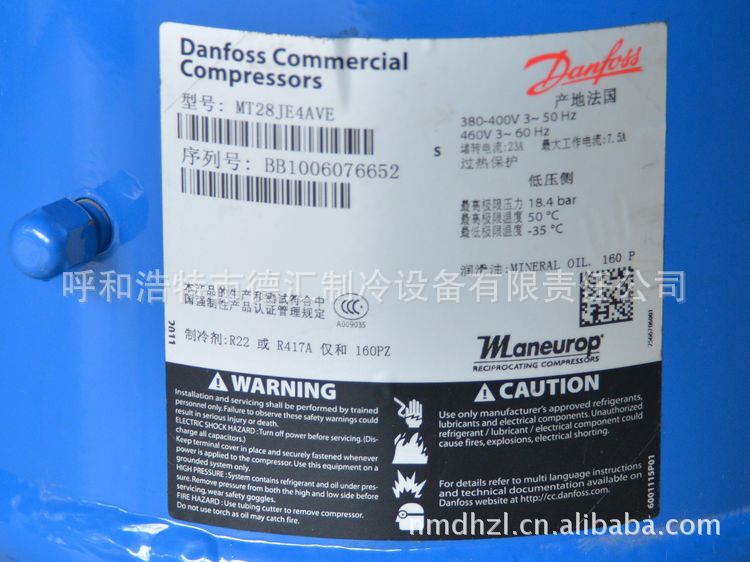 Danfoss Commercial
Compressors
型号: MT28JE4AVE
序列号: BB1006076652
Danfoss
产地法国
380-400V 3~ 50 Hz
460V 3~ 60 Hz
S
堵转电流:23A 最大工作电流:7.5A
过热保护
低压侧
最高极限压力 18.4 bar
最高极限温度 50 °C
最低极限温度 -35 °C
润滑油:MINERAL OIL. 160 P
呼和浩特市德汇制冷设备有限责任公司
本产品的生产和测试符合中
国强制性产品认证管理规定
CCC
A009035
2011
制冷剂:R22 或 R417A 仅和 160PZ
Maneurop
RECIPROCATING COMPRESSORS
WARNING
Installation and servicing shall be performed by trained
personnel only. Failure to observe these safety warnings could
result in serious injury.
ELECTRIC SHOCK HAZARD : Turn off power before servicing. (Dis-
charge all capacitors.)
Keep terminal cover in place and securely fastened whenever
power is applied to the compressor. Use this equipment on a
grounded system only.
HIGH PRESSURE : System contains refrigerant and oil under pres-
sure. Remove pressure from both the high and low side before
servicing, wear safety goggles.
FIRE HAZARD : Use tubing cutter to remove compressor.
Do not use torch as oil may catch fire.
CAUTION
Use only manufacturer's approved refrigerants,
lubricants and electrical components. Unauthorized
refrigerant / lubricant / electrical component could
cause fires, explosions, electrical shorting.
Please refer to multi language instructions
and technical documentation available on
Website at http://cc.danfoss.com.
6001115P01
nmdhzl.cn.alibaba.com